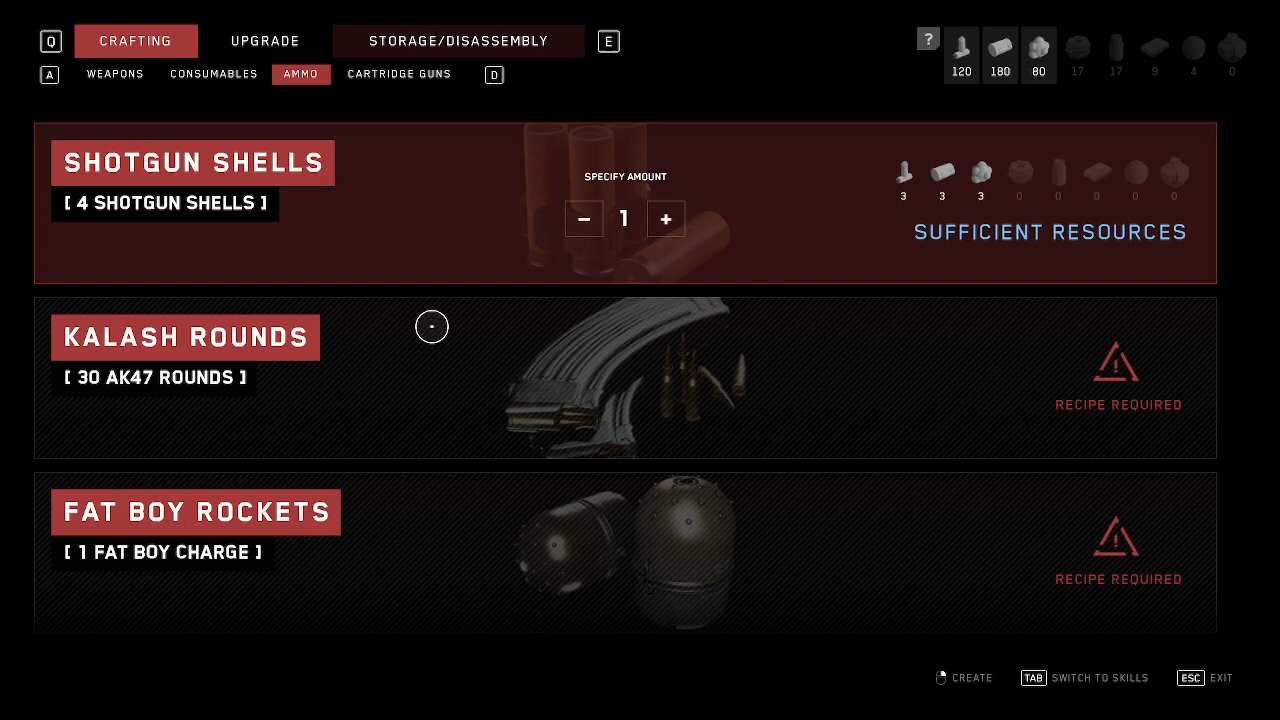 Q CRAFTING UPGRADE STORAGE/DISASSEMBLY E
A WEAPONS CONSUMABLES AMMO CARTRIDGE GUNS D
?
120 180 80 17 17 9 4 0
SHOTGUN SHELLS
[ 4 SHOTGUN SHELLS ]
SPECIFY AMOUNT
− 1 +
3 3 3 0 0 0 0 0
SUFFICIENT RESOURCES
KALASH ROUNDS
[ 30 AK47 ROUNDS ]
RECIPE REQUIRED
FAT BOY ROCKETS
[ 1 FAT BOY CHARGE ]
RECIPE REQUIRED
CREATE TAB SWITCH TO SKILLS ESC EXIT